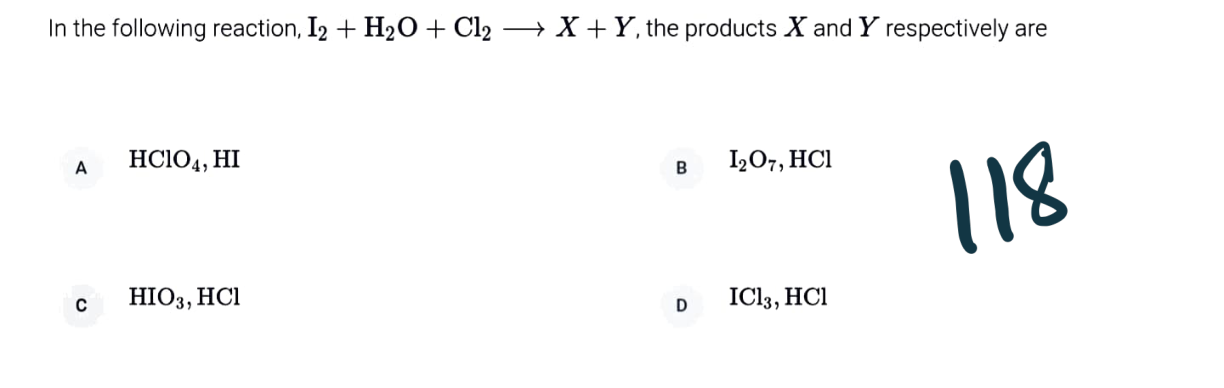 In the following reaction, I₂ + H₂O + Cl₂ ⟶ X + Y, the products X and Y respectively are
A HClO₄, HI
B I₂O₇, HCl
118
C HIO₃, HCl
D ICl₃, HCl